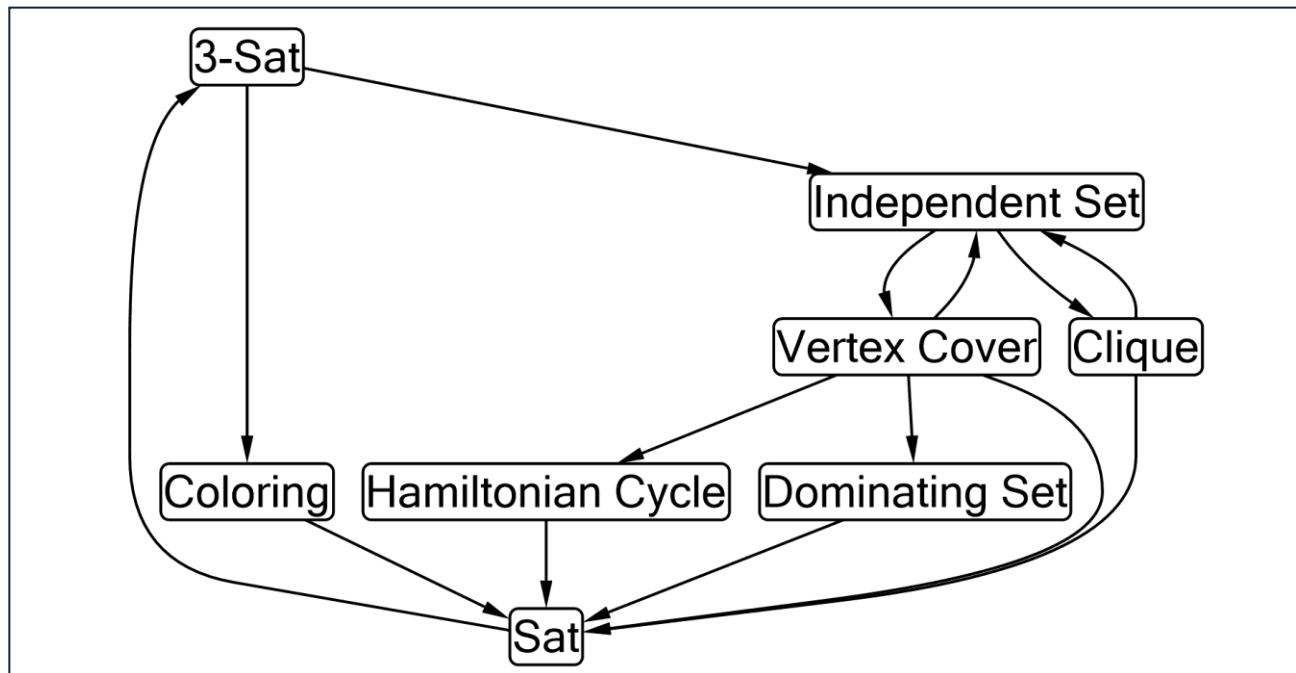 3-Sat
Independent Set
Vertex Cover
Clique
Coloring
Hamiltonian Cycle
Dominating Set
Sat